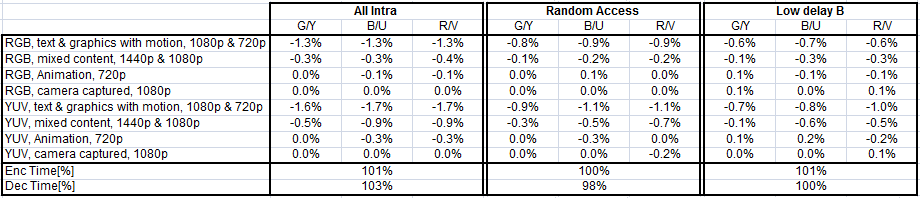 All Intra Random Access Low delay B
G/Y B/U R/V G/Y B/U R/V G/Y B/U R/V
RGB, text & graphics with motion, 1080p & 720p -1.3% -1.3% -1.3% -0.8% -0.9% -0.9% -0.6% -0.7% -0.6%
RGB, mixed content, 1440p & 1080p -0.3% -0.3% -0.4% -0.1% -0.2% -0.2% -0.1% -0.3% -0.3%
RGB, Animation, 720p 0.0% -0.1% -0.1% 0.0% 0.1% 0.0% 0.1% -0.1% -0.1%
RGB, camera captured, 1080p 0.0% 0.0% 0.0% 0.0% 0.0% 0.0% 0.1% 0.0% 0.1%
YUV, text & graphics with motion, 1080p & 720p -1.6% -1.7% -1.7% -0.9% -1.1% -1.1% -0.7% -0.8% -1.0%
YUV, mixed content, 1440p & 1080p -0.5% -0.9% -0.9% -0.3% -0.5% -0.7% -0.1% -0.6% -0.5%
YUV, Animation, 720p 0.0% -0.3% -0.3% 0.0% -0.3% 0.0% 0.1% 0.2% -0.2%
YUV, camera captured, 1080p 0.0% 0.0% 0.0% 0.0% 0.0% -0.2% 0.0% 0.0% 0.1%
Enc Time[%] 101% 100% 101%
Dec Time[%] 103% 98% 100%